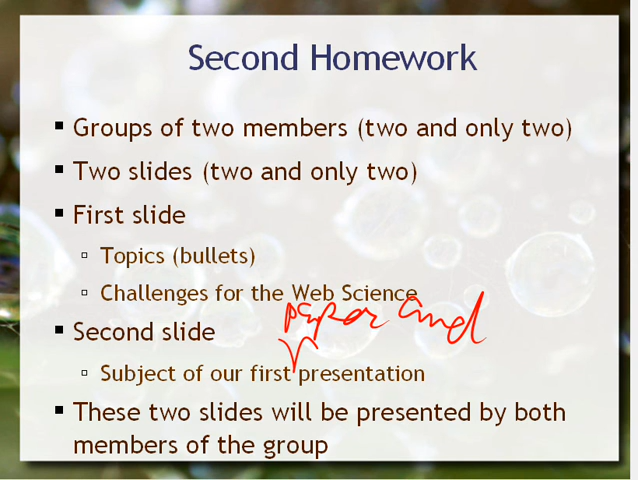 Second Homework
Groups of two members (two and only two)
Two slides (two and only two)
First slide
Topics (bullets)
Challenges for the Web Science
Second slide
paper and
Subject of our first presentation
These two slides will be presented by both
members of the group